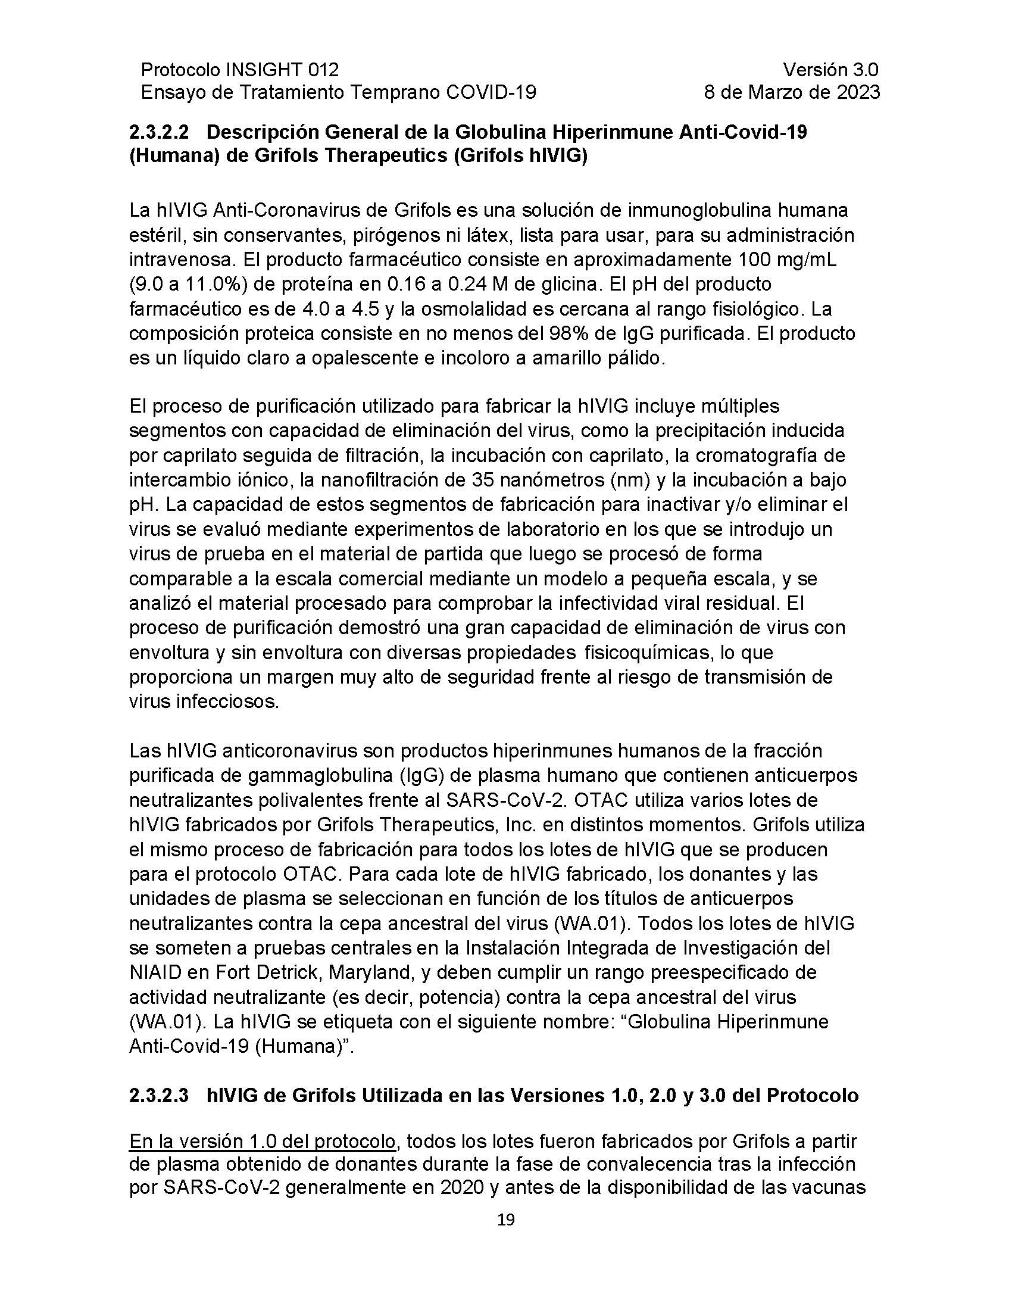 Protocolo INSIGHT 012 Versión 3.0
Ensayo de Tratamiento Temprano COVID-19 8 de Marzo de 2023
2.3.2.2 Descripción General de la Globulina Hiperinmune Anti-Covid-19
(Humana) de Grifols Therapeutics (Grifols hIVIG)
La hIVIG Anti-Coronavirus de Grifols es una solución de inmunoglobulina humana
estéril, sin conservantes, pirógenos ni látex, lista para usar, para su administración
intravenosa. El producto farmacéutico consiste en aproximadamente 100 mg/mL
(9.0 a 11.0%) de proteína en 0.16 a 0.24 M de glicina. El pH del producto
farmacéutico es de 4.0 a 4.5 y la osmolalidad es cercana al rango fisiológico. La
composición proteica consiste en no menos del 98% de IgG purificada. El producto
es un líquido claro a opalescente e incoloro a amarillo pálido.
El proceso de purificación utilizado para fabricar la hIVIG incluye múltiples
segmentos con capacidad de eliminación del virus, como la precipitación inducida
por caprilato seguida de filtración, la incubación con caprilato, la cromatografía de
intercambio iónico, la nanofiltración de 35 nanómetros (nm) y la incubación a bajo
pH. La capacidad de estos segmentos de fabricación para inactivar y/o eliminar el
virus se evaluó mediante experimentos de laboratorio en los que se introdujo un
virus de prueba en el material de partida que luego se procesó de forma
comparable a la escala comercial mediante un modelo a pequeña escala, y se
analizó el material procesado para comprobar la infectividad viral residual. El
proceso de purificación demostró una gran capacidad de eliminación de virus con
envoltura y sin envoltura con diversas propiedades fisicoquímicas, lo que
proporciona un margen muy alto de seguridad frente al riesgo de transmisión de
virus infecciosos.
Las hIVIG anticoronavirus son productos hiperinmunes humanos de la fracción
purificada de gammaglobulina (IgG) de plasma humano que contienen anticuerpos
neutralizantes polivalentes frente al SARS-CoV-2. OTAC utiliza varios lotes de
hIVIG fabricados por Grifols Therapeutics, Inc. en distintos momentos. Grifols utiliza
el mismo proceso de fabricación para todos los lotes de hIVIG que se producen
para el protocolo OTAC. Para cada lote de hIVIG fabricado, los donantes y las
unidades de plasma se seleccionan en función de los títulos de anticuerpos
neutralizantes contra la cepa ancestral del virus (WA.01). Todos los lotes de hIVIG
se someten a pruebas centrales en la Instalación Integrada de Investigación del
NIAID en Fort Detrick, Maryland, y deben cumplir un rango preespecificado de
actividad neutralizante (es decir, potencia) contra la cepa ancestral del virus
(WA.01). La hIVIG se etiqueta con el siguiente nombre: “Globulina Hiperinmune
Anti-Covid-19 (Humana)”.
2.3.2.3 hIVIG de Grifols Utilizada en las Versiones 1.0, 2.0 y 3.0 del Protocolo
En la versión 1.0 del protocolo, todos los lotes fueron fabricados por Grifols a partir
de plasma obtenido de donantes durante la fase de convalecencia tras la infección
por SARS-CoV-2 generalmente en 2020 y antes de la disponibilidad de las vacunas
19